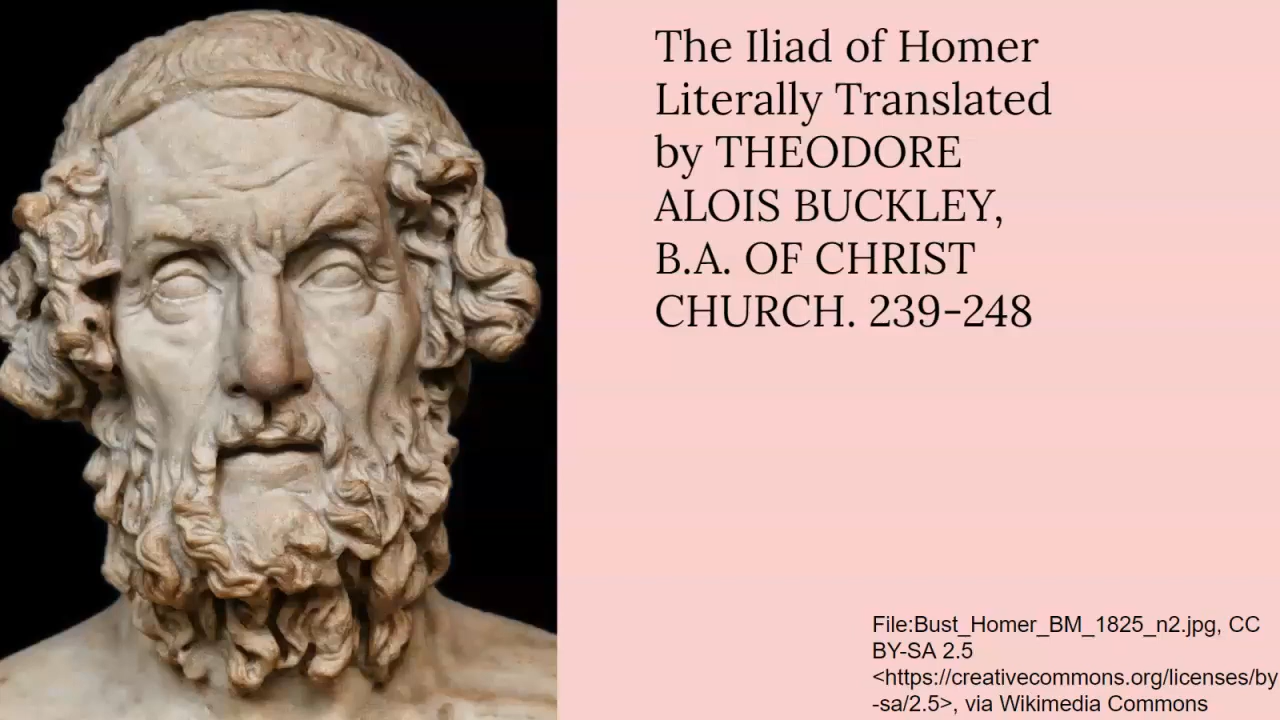 The Iliad of Homer
Literally Translated
by THEODORE
ALOIS BUCKLEY,
B.A. OF CHRIST
CHURCH. 239-248
File:Bust_Homer_BM_1825_n2.jpg, CC
BY-SA 2.5
<https://creativecommons.org/licenses/by
-sa/2.5>, via Wikimedia Commons